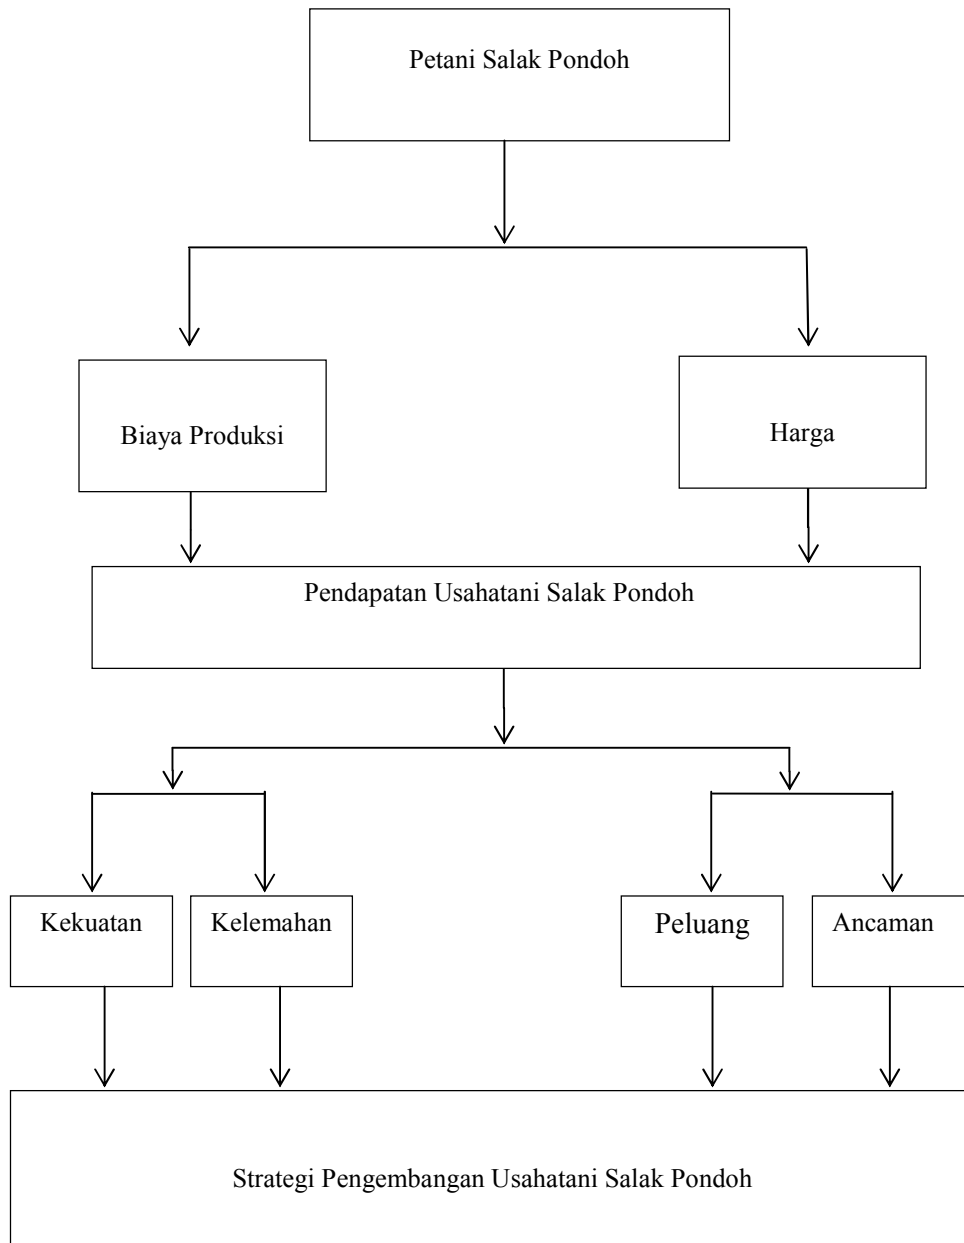 Petani Salak Pondoh
Biaya Produksi
Harga
Pendapatan Usahatani Salak Pondoh
Kekuatan
Kelemahan
Peluang
Ancaman
Strategi Pengembangan Usahatani Salak Pondoh